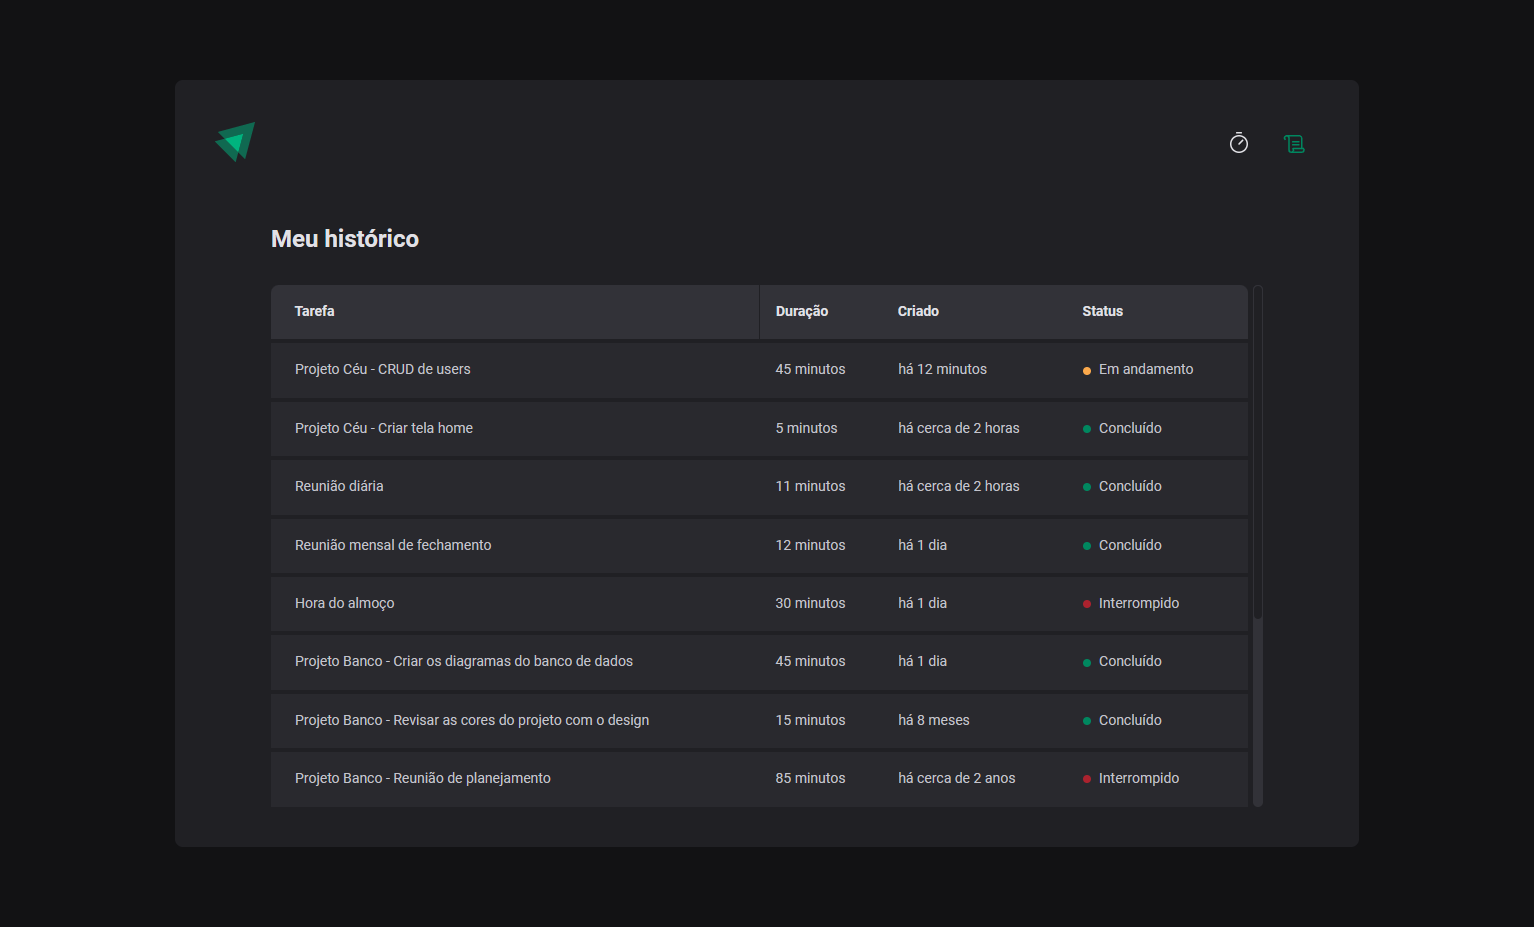 Meu histórico
Tarefa Duração Criado Status
Projeto Céu - CRUD de users 45 minutos há 12 minutos Em andamento
Projeto Céu - Criar tela home 5 minutos há cerca de 2 horas Concluído
Reunião diária 11 minutos há cerca de 2 horas Concluído
Reunião mensal de fechamento 12 minutos há 1 dia Concluído
Hora do almoço 30 minutos há 1 dia Interrompido
Projeto Banco - Criar os diagramas do banco de dados 45 minutos há 1 dia Concluído
Projeto Banco - Revisar as cores do projeto com o design 15 minutos há 8 meses Concluído
Projeto Banco - Reunião de planejamento 85 minutos há cerca de 2 anos Interrompido